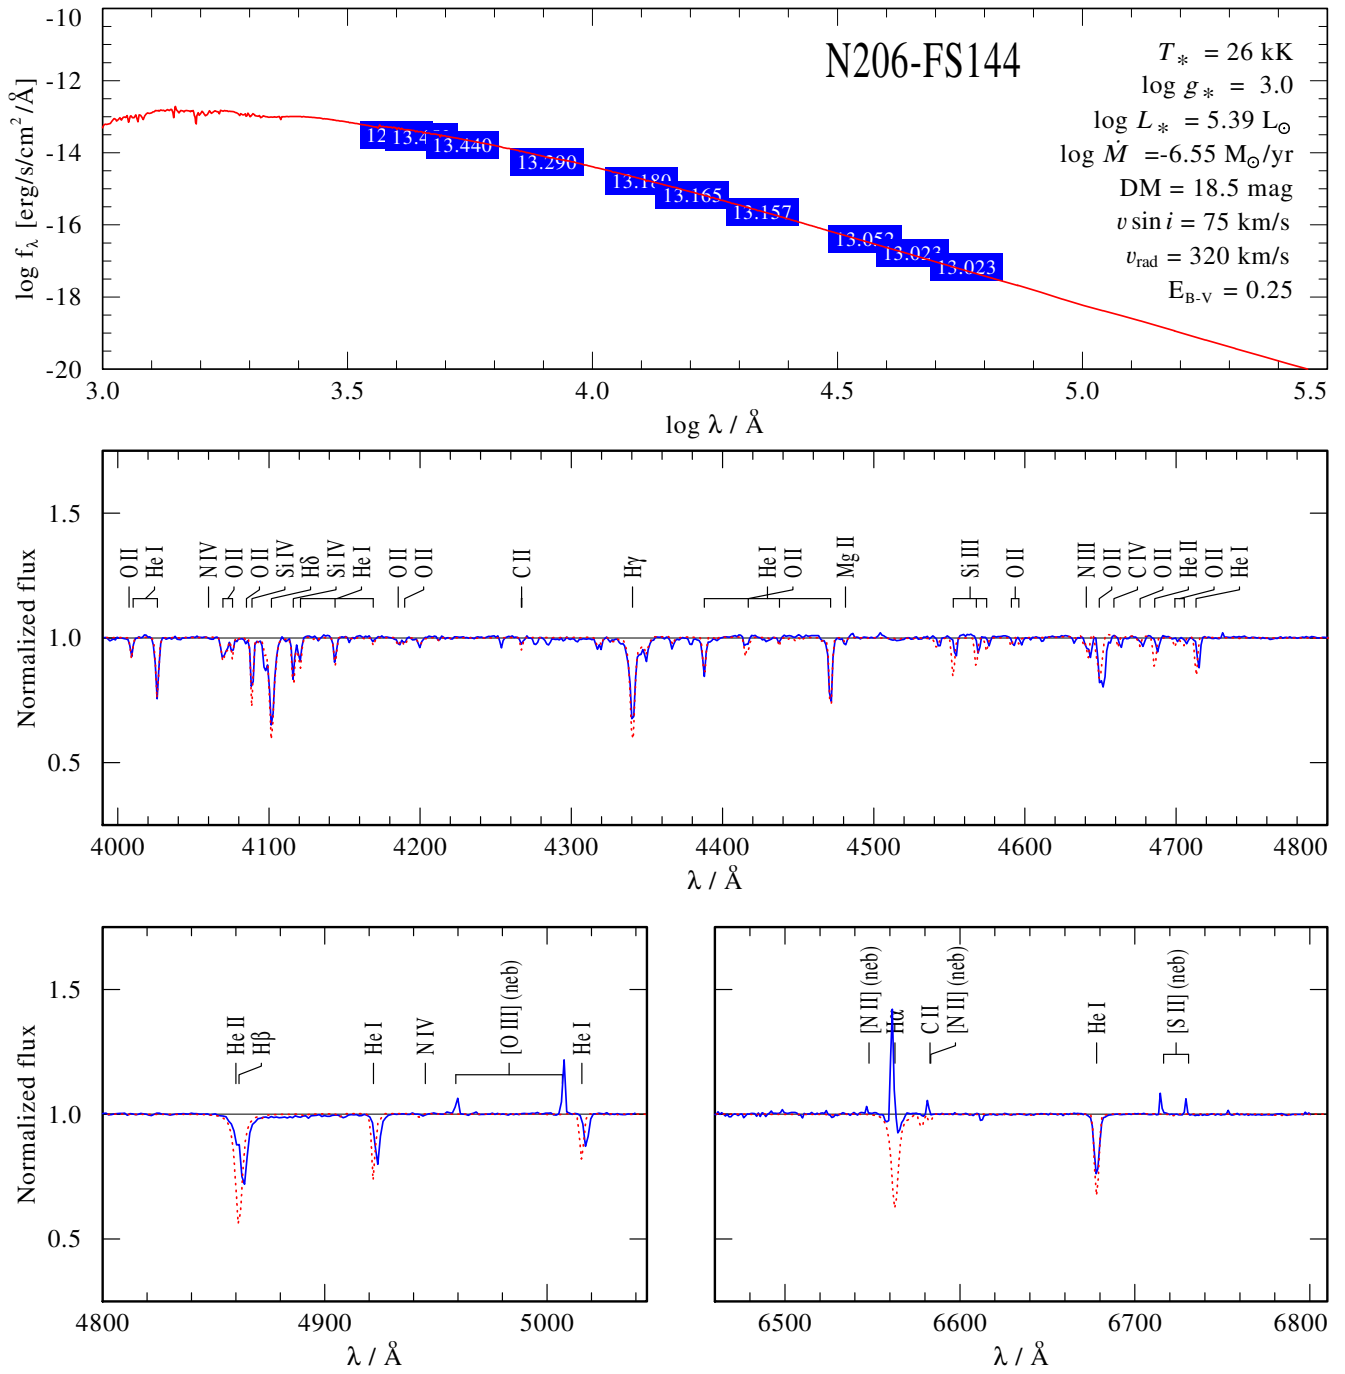 N206-FS144
T* = 26 kK
log g* = 3.0
log L* = 5.39 L⊙
log Ṁ =-6.55 M⊙/yr
DM = 18.5 mag
v sin i = 75 km/s
v_rad = 320 km/s
E_B-V = 0.25
log f_λ [erg/s/cm²/Å]
-10
-12
-14
-16
-18
-20
13.440
13.290
13.180
13.165
13.157
13.052
13.023
13.023
3.0 3.5 4.0 4.5 5.0 5.5
log λ / Å
Normalized flux
1.5
1.0
0.5
O II He I N IV O II O II Si IV Hδ Si IV He I O II O II C II Hγ He I O II Mg II Si III O II N III O II C IV O II He II O II He I
4000 4100 4200 4300 4400 4500 4600 4700 4800
λ / Å
Normalized flux
1.5
1.0
0.5
He II Hβ He I N IV [O III] (neb) He I
4800 4900 5000
λ / Å
[N II] (neb) Hα C II [N II] (neb) He I [S II] (neb)
6500 6600 6700 6800
λ / Å